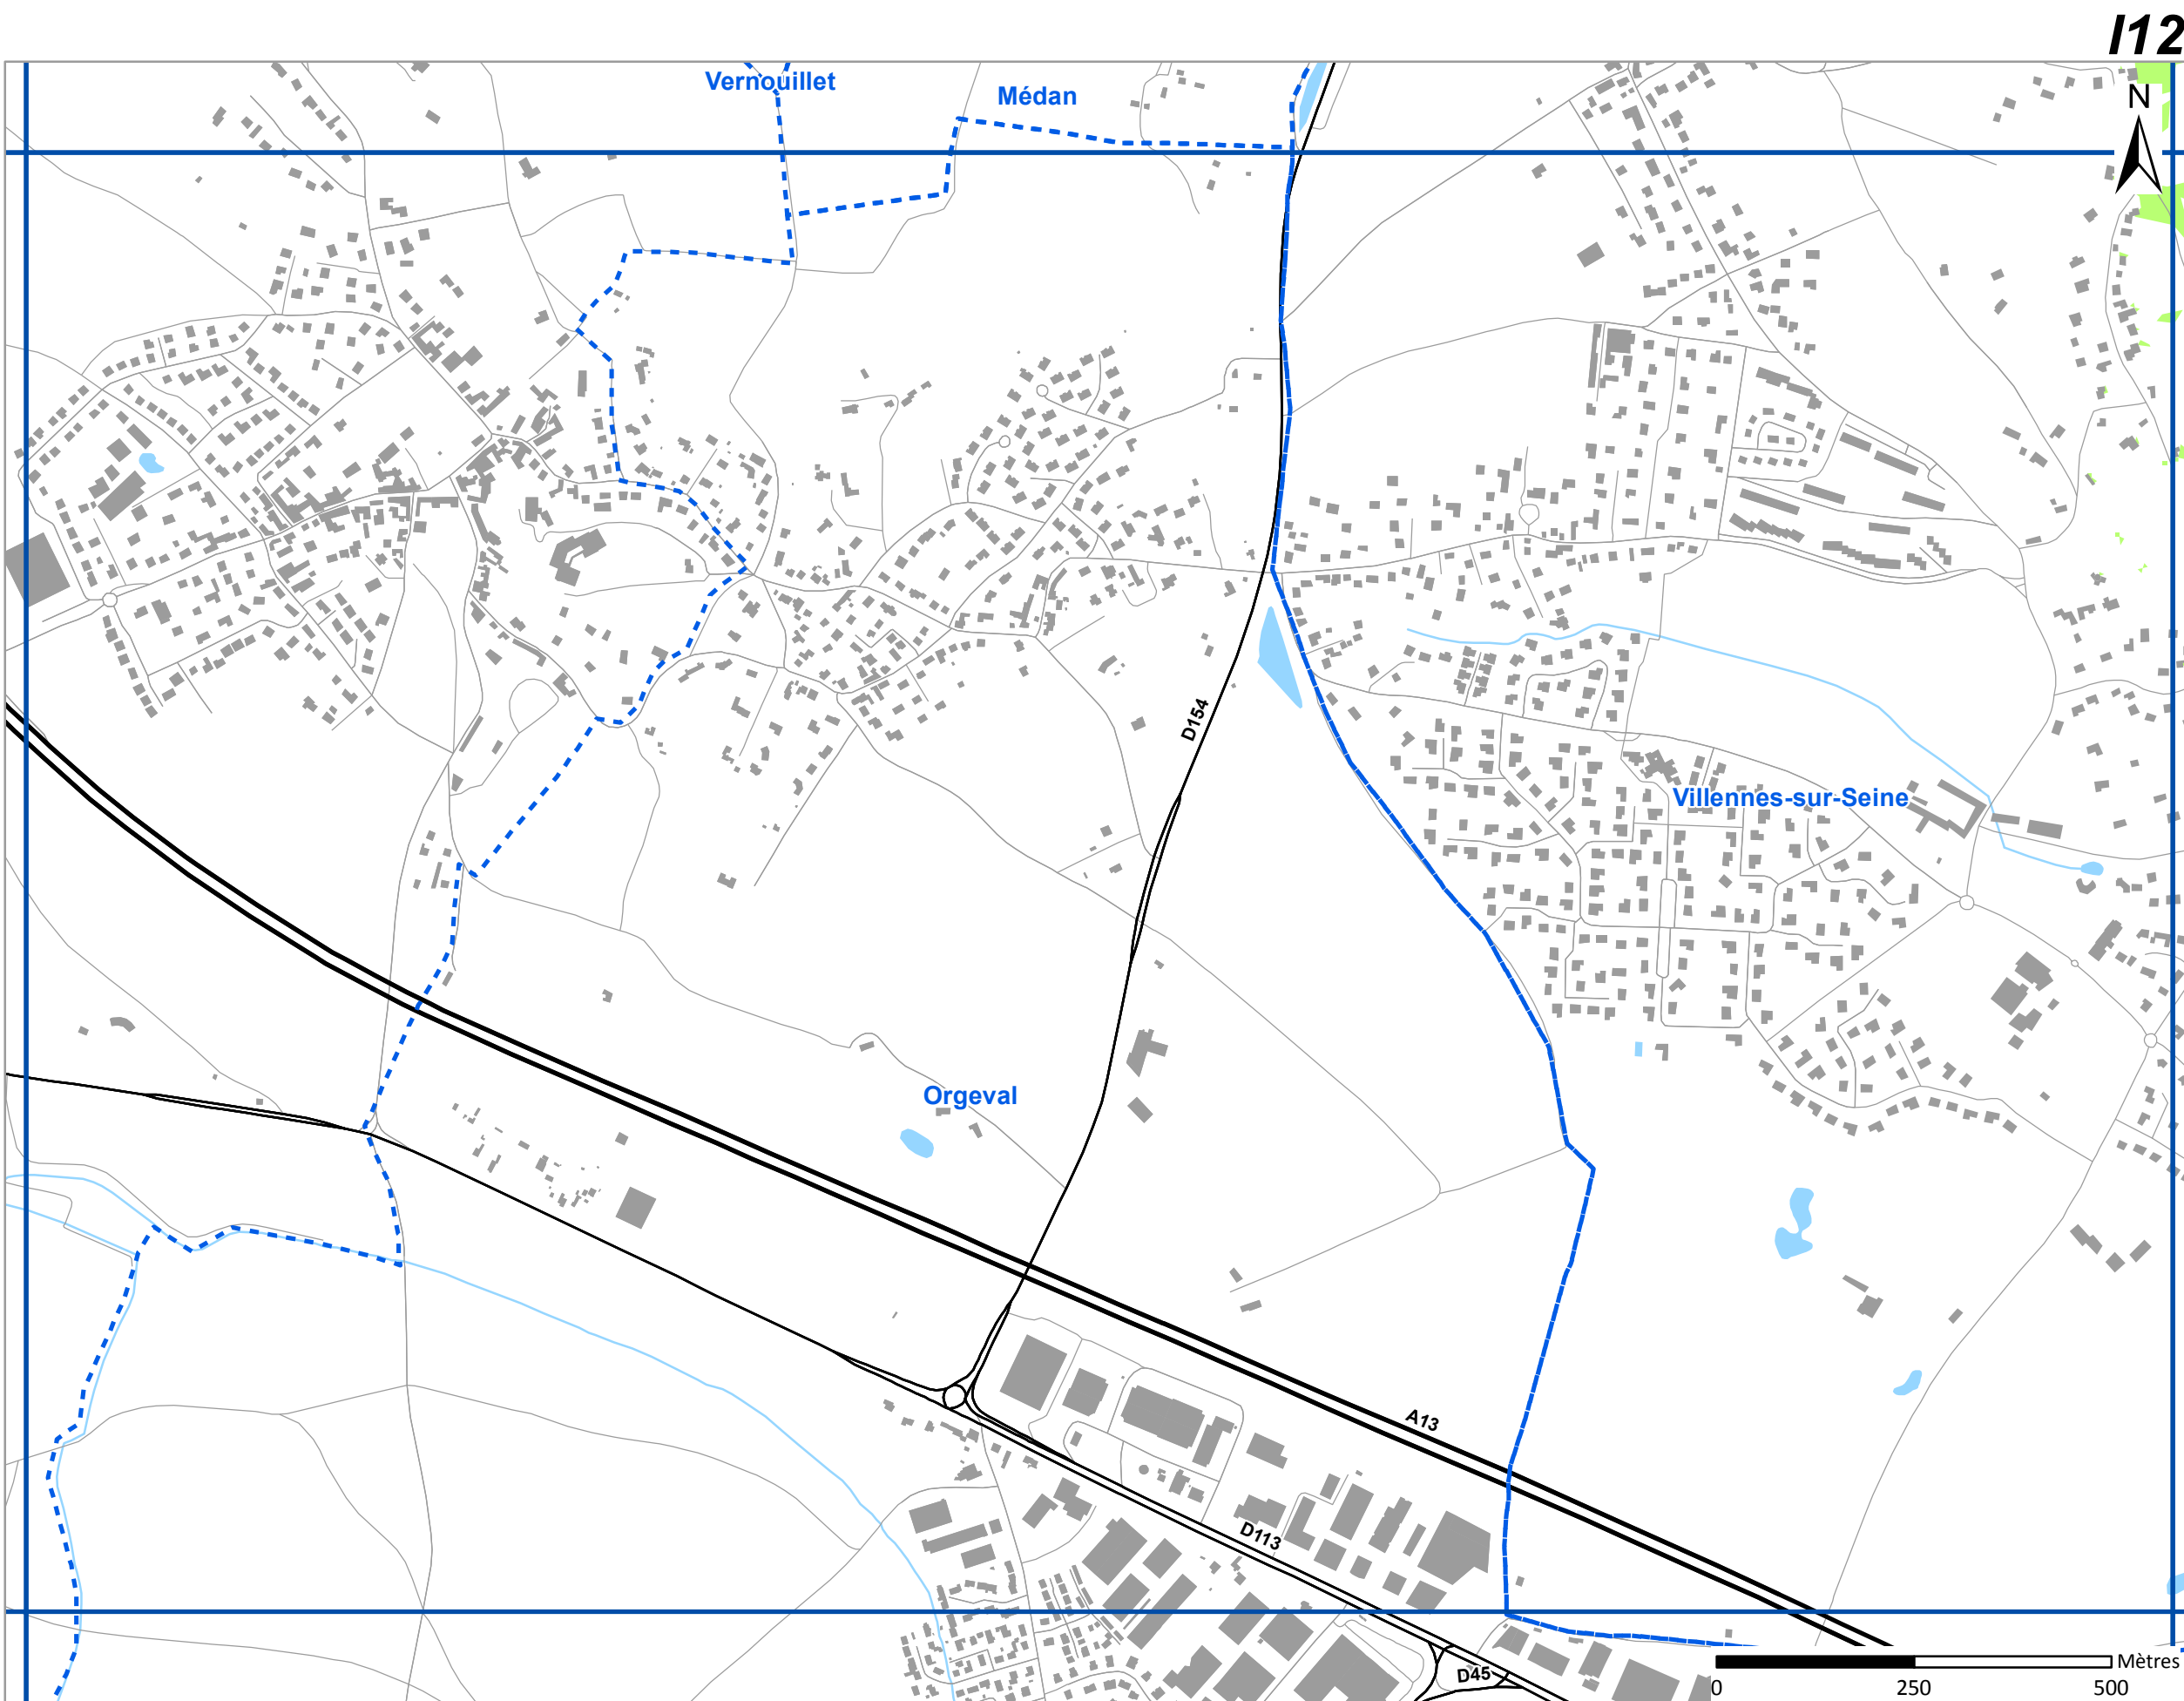 I12
Vernouillet
Médan
N
D154
Villennes-sur-Seine
Orgeval
A13
D113
D45
Mètres
0 250 500